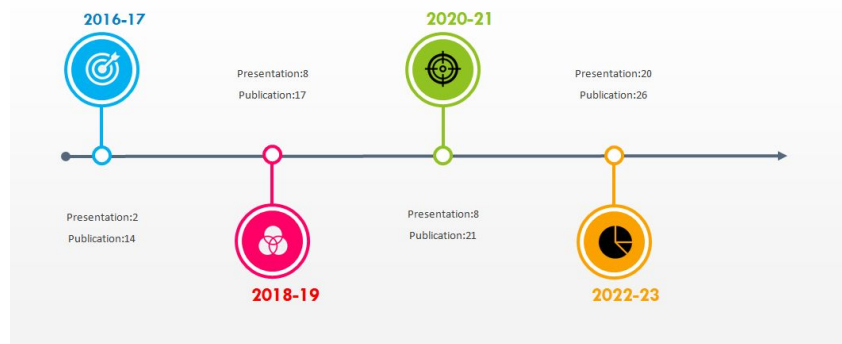 2016-17
2020-21
Presentation:8
Publication:17
Presentation:20
Publication:26
Presentation:2
Publication:14
Presentation:8
Publication:21
2018-19
2022-23